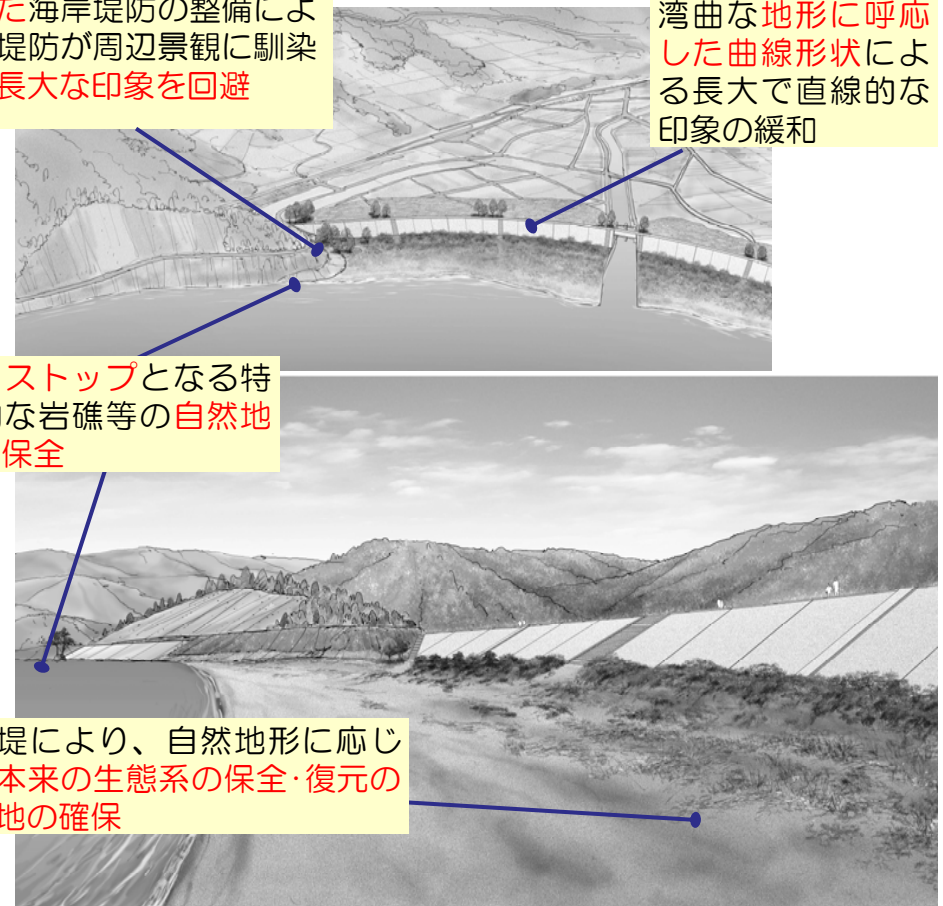 た海岸堤防の整備によ
堤防が周辺景観に馴染
長大な印象を回避
湾曲な地形に呼応
した曲線形状によ
る長大で直線的な
印象の緩和
ストップとなる特
な岩礁等の自然地
保全
堤により、自然地形に応じ
本来の生態系の保全･復元の
地の確保